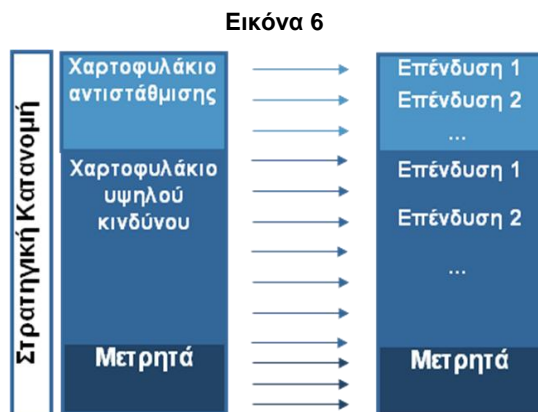 Εικόνα 6
Στρατηγική Κατανομή
Χαρτοφυλάκιο
αντιστάθμισης
Χαρτοφυλάκιο
υψηλού
κινδύνου
Μετρητά
Επένδυση 1
Επένδυση 2
...
Επένδυση 1
Επένδυση 2
...
Μετρητά